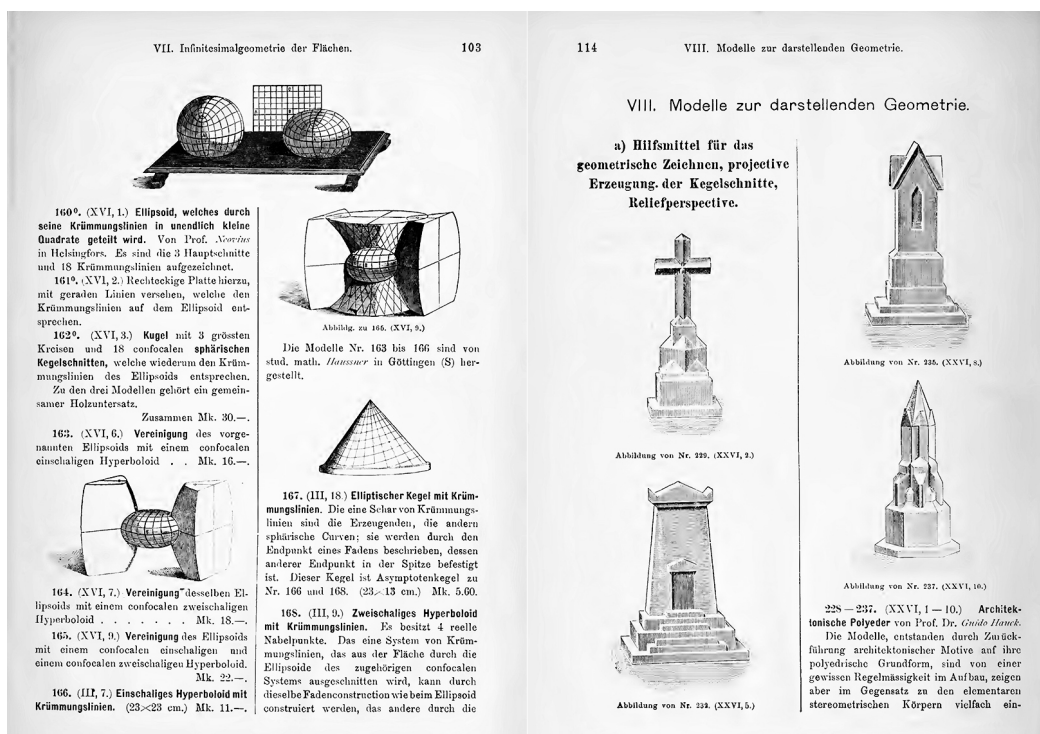 VII. Infinitesimalgeometrie der Flächen. 103
160⁰. (XVI, 1.) Ellipsoid, welches durch
seine Krümmungslinien in unendlich kleine
Quadrate geteilt wird. Von Prof. Neovius
in Helsingfors. Es sind die 3 Hauptschnitte
und 18 Krümmungslinien aufgezeichnet.
161⁰. (XVI, 2.) Rechteckige Platte hierzu,
mit geraden Linien versehen, welche den
Krümmungslinien auf dem Ellipsoid ent-
sprechen.
162⁰. (XVI, 3.) Kugel mit 3 grössten
Kreisen und 18 confocalen sphärischen
Kegelschnitten, welche wiederum den Krüm-
mungslinien des Ellipsoids entsprechen.
Zu den drei Modellen gehört ein gemein-
samer Holzuntersatz.
Zusammen Mk. 30.—.
163. (XVI, 6.) Vereinigung des vorge-
nannten Ellipsoids mit einem confocalen
einschaligen Hyperboloid . . Mk. 16.—.
164. (XVI, 7.) Vereinigung desselben El-
lipsoids mit einem confocalen zweischaligen
Hyperboloid . . . . . . . Mk. 18.—.
165. (XVI, 9.) Vereinigung des Ellipsoids
mit einem confocalen einschaligen und
einem confocalen zweischaligen Hyperboloid.
Mk. 22.—.
166. (III, 7.) Einschaliges Hyperboloid mit
Krümmungslinien. (23×23 cm.) Mk. 11.—.
Abbildg. zu 165. (XVI, 9.)
Die Modelle Nr. 163 bis 166 sind von
stud. math. Haussner in Göttingen (S) her-
gestellt.
167. (III, 18.) Elliptischer Kegel mit Krüm-
mungslinien. Die eine Schar von Krümmungs-
linien sind die Erzeugenden, die andern
sphärische Curven; sie werden durch den
Endpunkt eines Fadens beschrieben, dessen
anderer Endpunkt in der Spitze befestigt
ist. Dieser Kegel ist Asymptotenkegel zu
Nr. 166 und 168. (23×13 cm.) Mk. 5.60.
168. (III, 9.) Zweischaliges Hyperboloid
mit Krümmungslinien. Es besitzt 4 reelle
Nabelpunkte. Das eine System von Krüm-
mungslinien, das aus der Fläche durch die
Ellipsoide des zugehörigen confocalen
Systems ausgeschnitten wird, kann durch
dieselbe Fadenconstruction wie beim Ellipsoid
construiert werden, das andere durch die
114 VIII. Modelle zur darstellenden Geometrie.
VIII. Modelle zur darstellenden Geometrie.
a) Hilfsmittel für das
geometrische Zeichnen, projective
Erzeugung. der Kegelschnitte,
Reliefperspective.
Abbildung von Nr. 229. (XXVI, 2.)
Abbildung von Nr. 232. (XXVI, 5.)
Abbildung von Nr. 235. (XXVI, 8.)
Abbildung von Nr. 237. (XXVI, 10.)
228—237. (XXVI, 1—10.) Architek-
tonische Polyeder von Prof. Dr. Guido Hauck.
Die Modelle, entstanden durch Zurück-
führung architektonischer Motive auf ihre
polyedrische Grundform, sind von einer
gewissen Regelmässigkeit im Aufbau, zeigen
aber im Gegensatz zu den elementaren
stereometrischen Körpern vielfach ein-